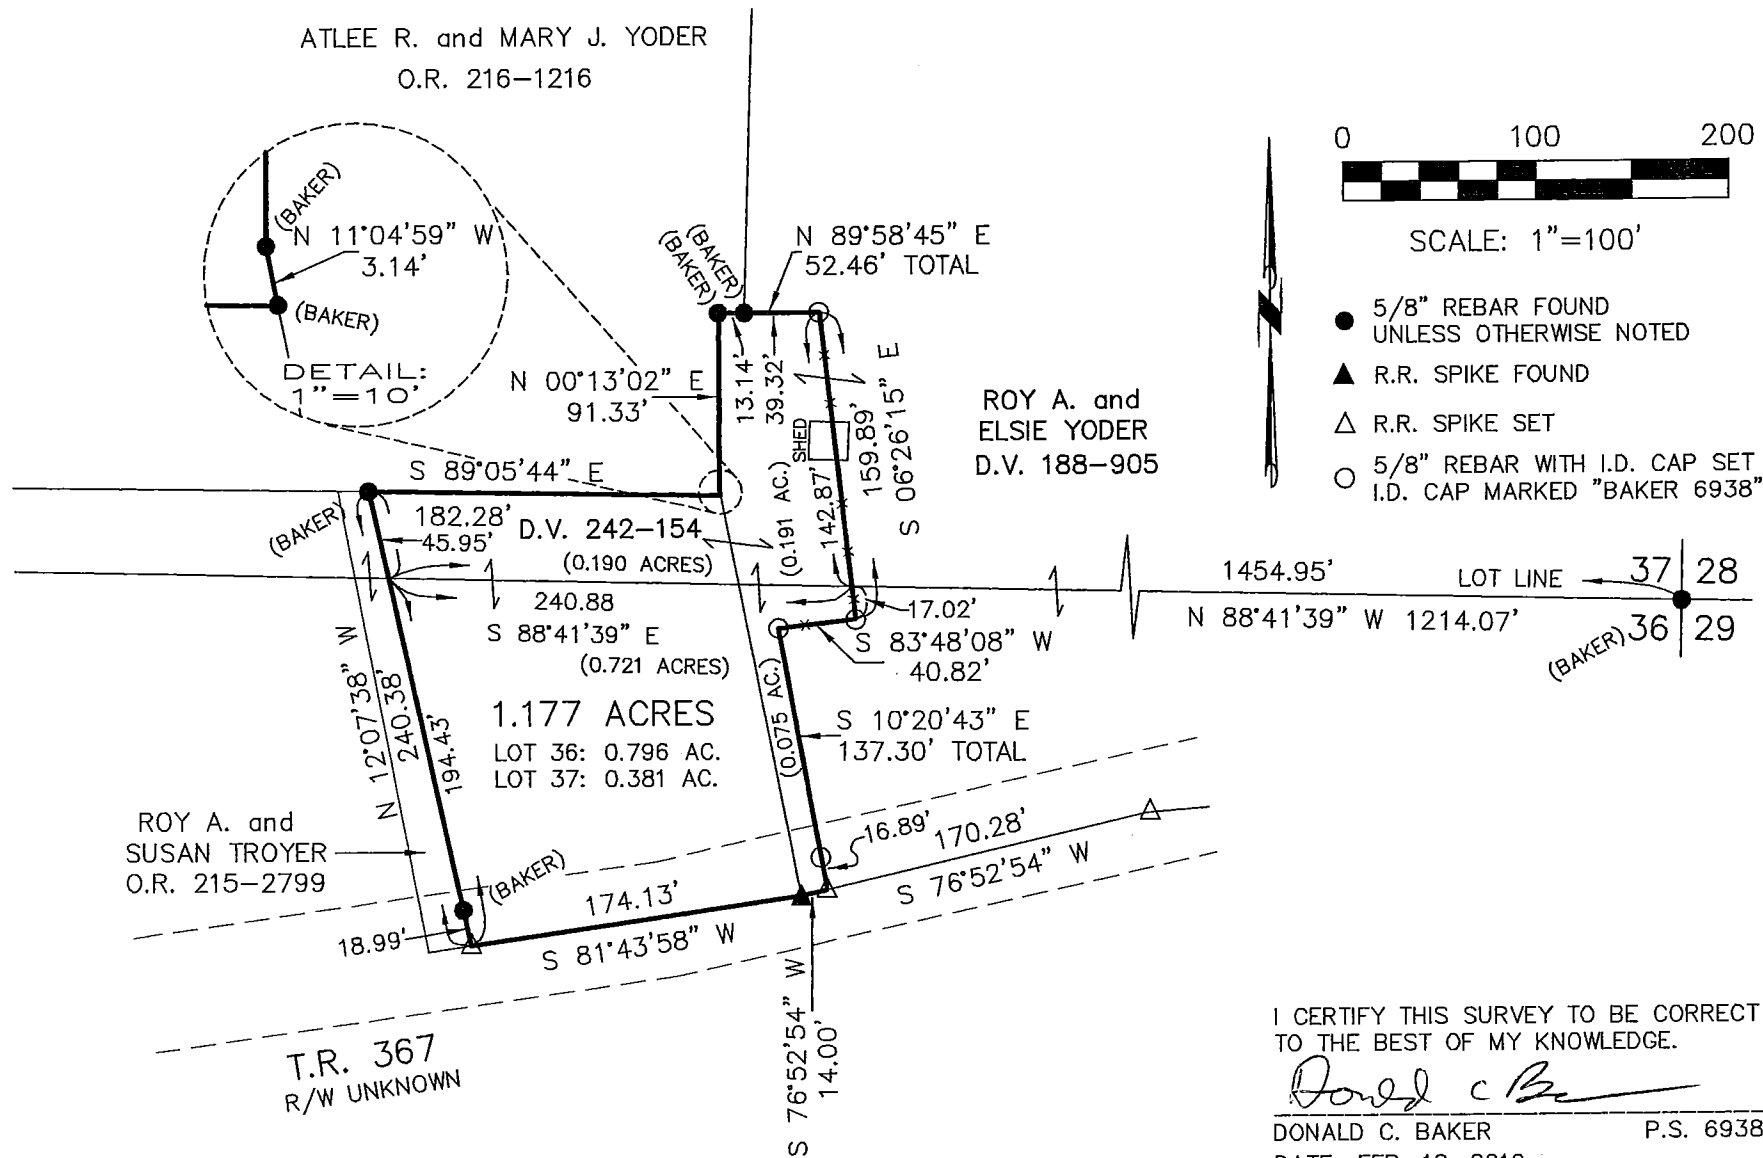 ATLEE R. and MARY J. YODER
O.R. 216-1216
(BAKER)
N 11°04'59" W
3.14'
(BAKER)
DETAIL:
1"=10'
(BAKER)
(BAKER)
N 89°58'45" E
52.46' TOTAL
0 100 200
SCALE: 1"=100'
5/8" REBAR FOUND
UNLESS OTHERWISE NOTED
R.R. SPIKE FOUND
R.R. SPIKE SET
5/8" REBAR WITH I.D. CAP SET
I.D. CAP MARKED "BAKER 6938"
N 00°13'02" E
91.33'
13.14'
39.32'
SHED
159.89'
S 06°26'15" E
142.87'
(0.191 AC.)
ROY A. and
ELSIE YODER
D.V. 188-905
S 89°05'44" E
182.28'
(BAKER)
45.95'
D.V. 242-154
(0.190 ACRES)
240.88
S 88°41'39" E
(0.721 ACRES)
17.02'
S 83°48'08" W
40.82'
1454.95'
N 88°41'39" W 1214.07'
LOT LINE
37 28
36 29
(BAKER)
1.177 ACRES
LOT 36: 0.796 AC.
LOT 37: 0.381 AC.
N 12°07'38" W
240.38'
194.43'
(0.075 AC.)
S 10°20'43" E
137.30' TOTAL
ROY A. and
SUSAN TROYER
O.R. 215-2799
(BAKER)
18.99'
174.13'
S 81°43'58" W
16.89'
170.28'
S 76°52'54" W
S 76°52'54" W
14.00'
T.R. 367
R/W UNKNOWN
I CERTIFY THIS SURVEY TO BE CORRECT
TO THE BEST OF MY KNOWLEDGE.
DONALD C. BAKER P.S. 6938